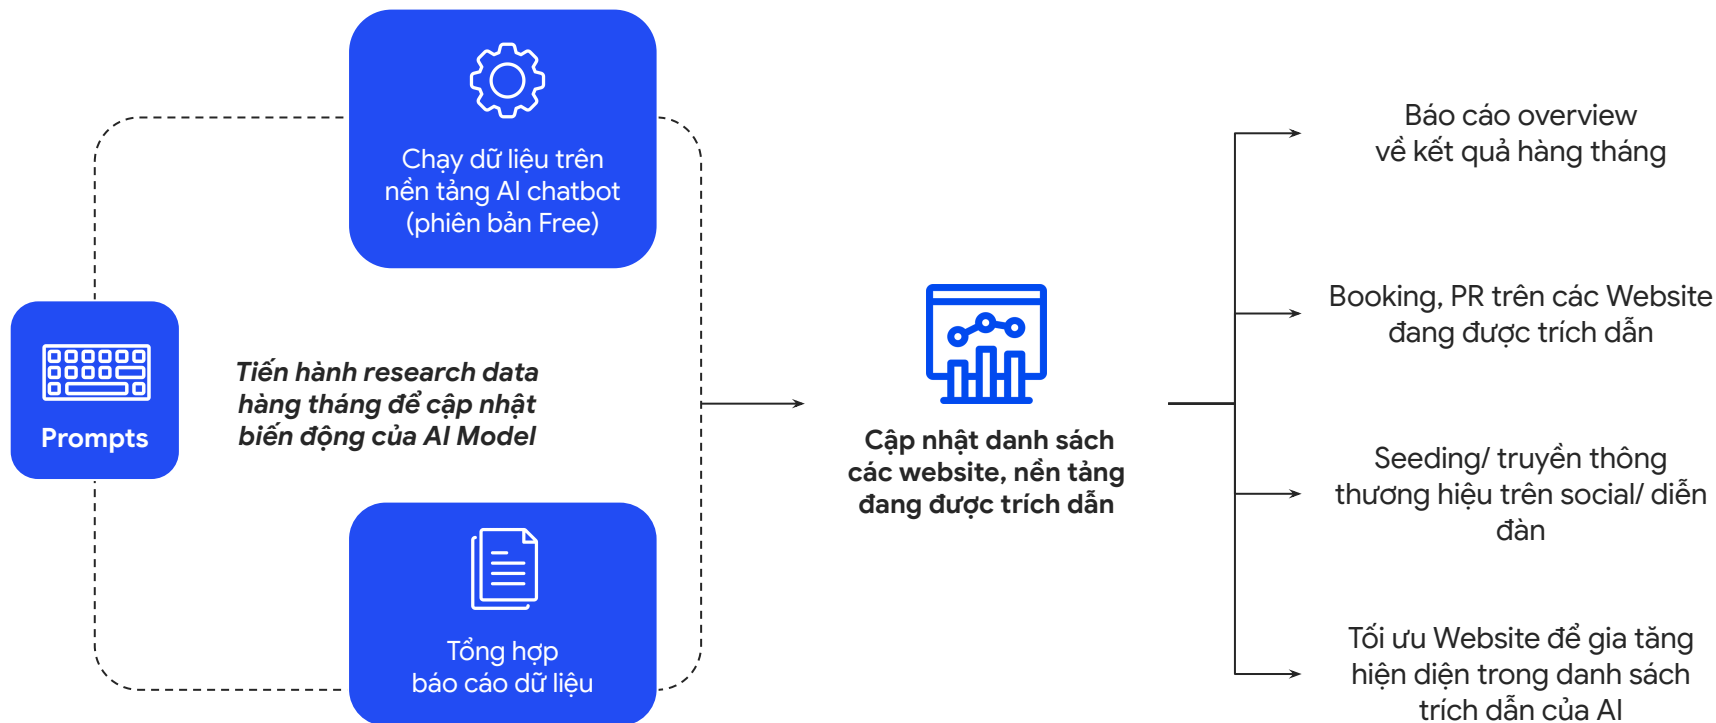 Chạy dữ liệu trên
nền tảng AI chatbot
(phiên bản Free)
Prompts
Tiến hành research data
hàng tháng để cập nhật
biến động của AI Model
Tổng hợp
báo cáo dữ liệu
Cập nhật danh sách
các website, nền tảng
đang được trích dẫn
Báo cáo overview
về kết quả hàng tháng
Booking, PR trên các Website
đang được trích dẫn
Seeding/ truyền thông
thương hiệu trên social/ diễn
đàn
Tối ưu Website để gia tăng
hiện diện trong danh sách
trích dẫn của AI